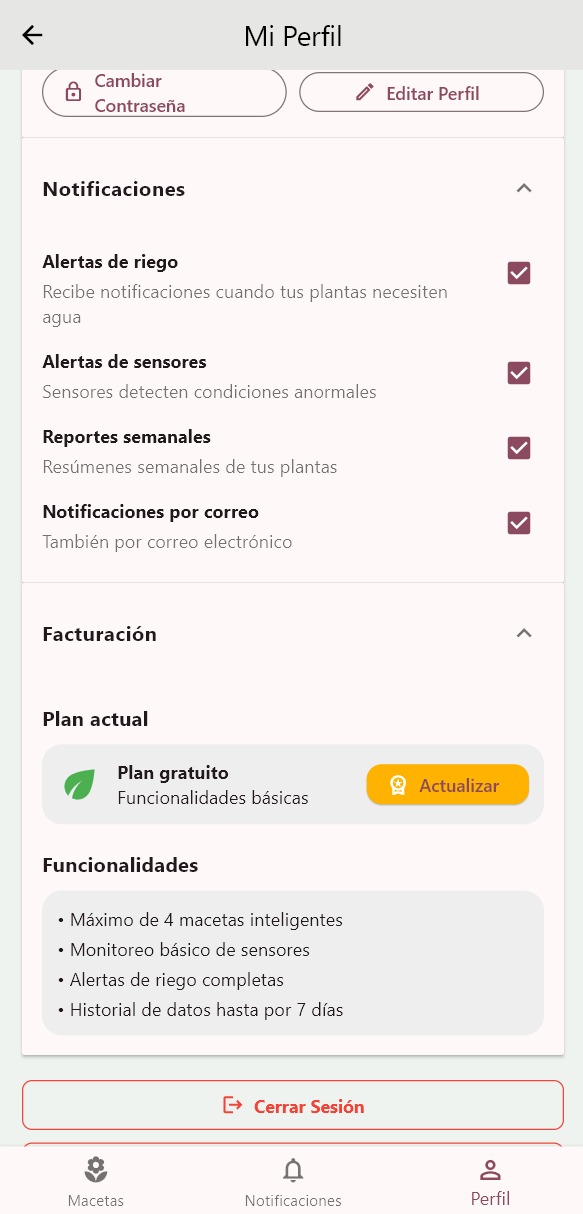 Mi Perfil
Cambiar
Contraseña
Editar Perfil
Notificaciones
Alertas de riego
Recibe notificaciones cuando tus plantas necesiten
agua
Alertas de sensores
Sensores detecten condiciones anormales
Reportes semanales
Resúmenes semanales de tus plantas
Notificaciones por correo
También por correo electrónico
Facturación
Plan actual
Plan gratuito
Funcionalidades básicas
Actualizar
Funcionalidades
• Máximo de 4 macetas inteligentes
• Monitoreo básico de sensores
• Alertas de riego completas
• Historial de datos hasta por 7 días
Cerrar Sesión
Macetas
Notificaciones
Perfil